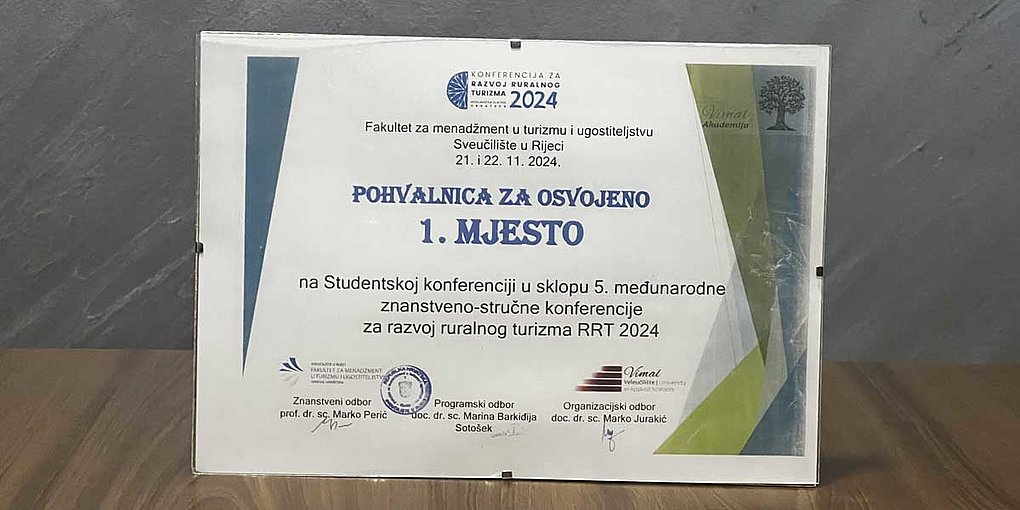 KONFERENCIJA ZA
RAZVOJ RURALNOG
TURIZMA
2024
Vimal
Akademija
Fakultet za menadžment u turizmu i ugostiteljstvu
Sveučilište u Rijeci
21. i 22. 11. 2024.
POHVALNICA ZA OSVOJENO
1. MJESTO
na Studentskoj konferenciji u sklopu 5. međunarodne
znanstveno-stručne konferencije
za razvoj ruralnog turizma RRT 2024
FAKULTET ZA MENADŽMENT
U TURIZMU I UGOSTITELJSTVU
Vimal
Veleučilište | University
of Applied Sciences
Znanstveni odbor
prof. dr. sc. Marko Perić
Programski odbor
doc. dr. sc. Marina Barkiđija
Sotošek
Organizacijski odbor
doc. dr. sc. Marko Jurakić